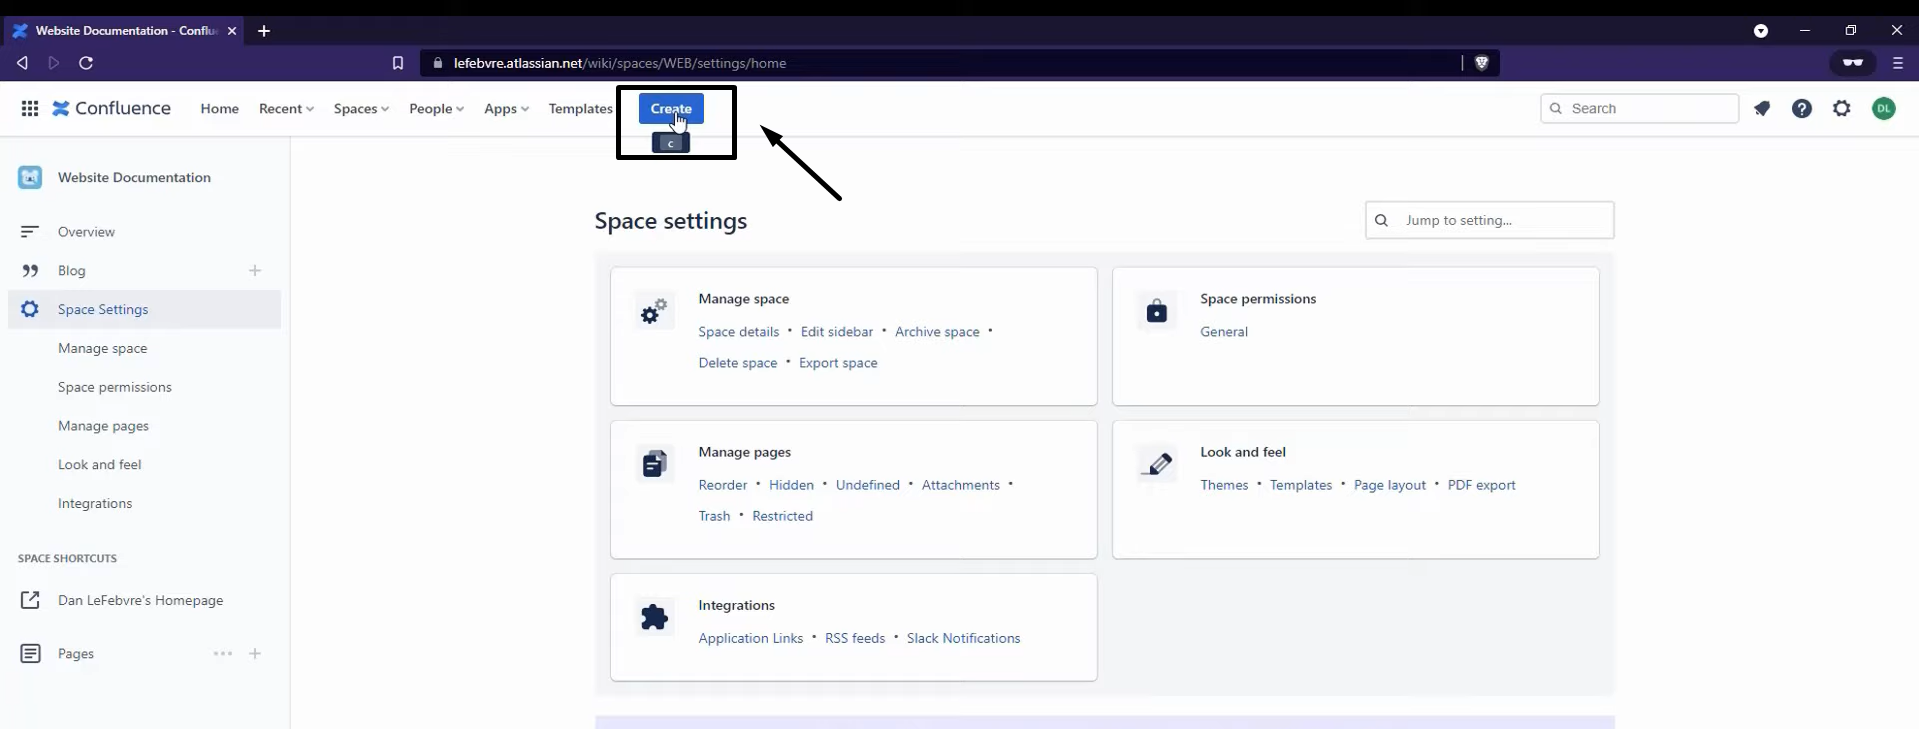 Website Documentation - Conflu
lefebvre.atlassian.net/wiki/spaces/WEB/settings/home
Confluence Home Recent Spaces People Apps Templates Create Search DL
c
Website Documentation
Overview
Blog
Space Settings
Manage space
Space permissions
Manage pages
Look and feel
Integrations
SPACE SHORTCUTS
Dan LeFebvre's Homepage
Pages
Space settings
Jump to setting...
Manage space
Space details • Edit sidebar • Archive space •
Delete space • Export space
Space permissions
General
Manage pages
Reorder • Hidden • Undefined • Attachments •
Trash • Restricted
Look and feel
Themes • Templates • Page layout • PDF export
Integrations
Application Links • RSS feeds • Slack Notifications